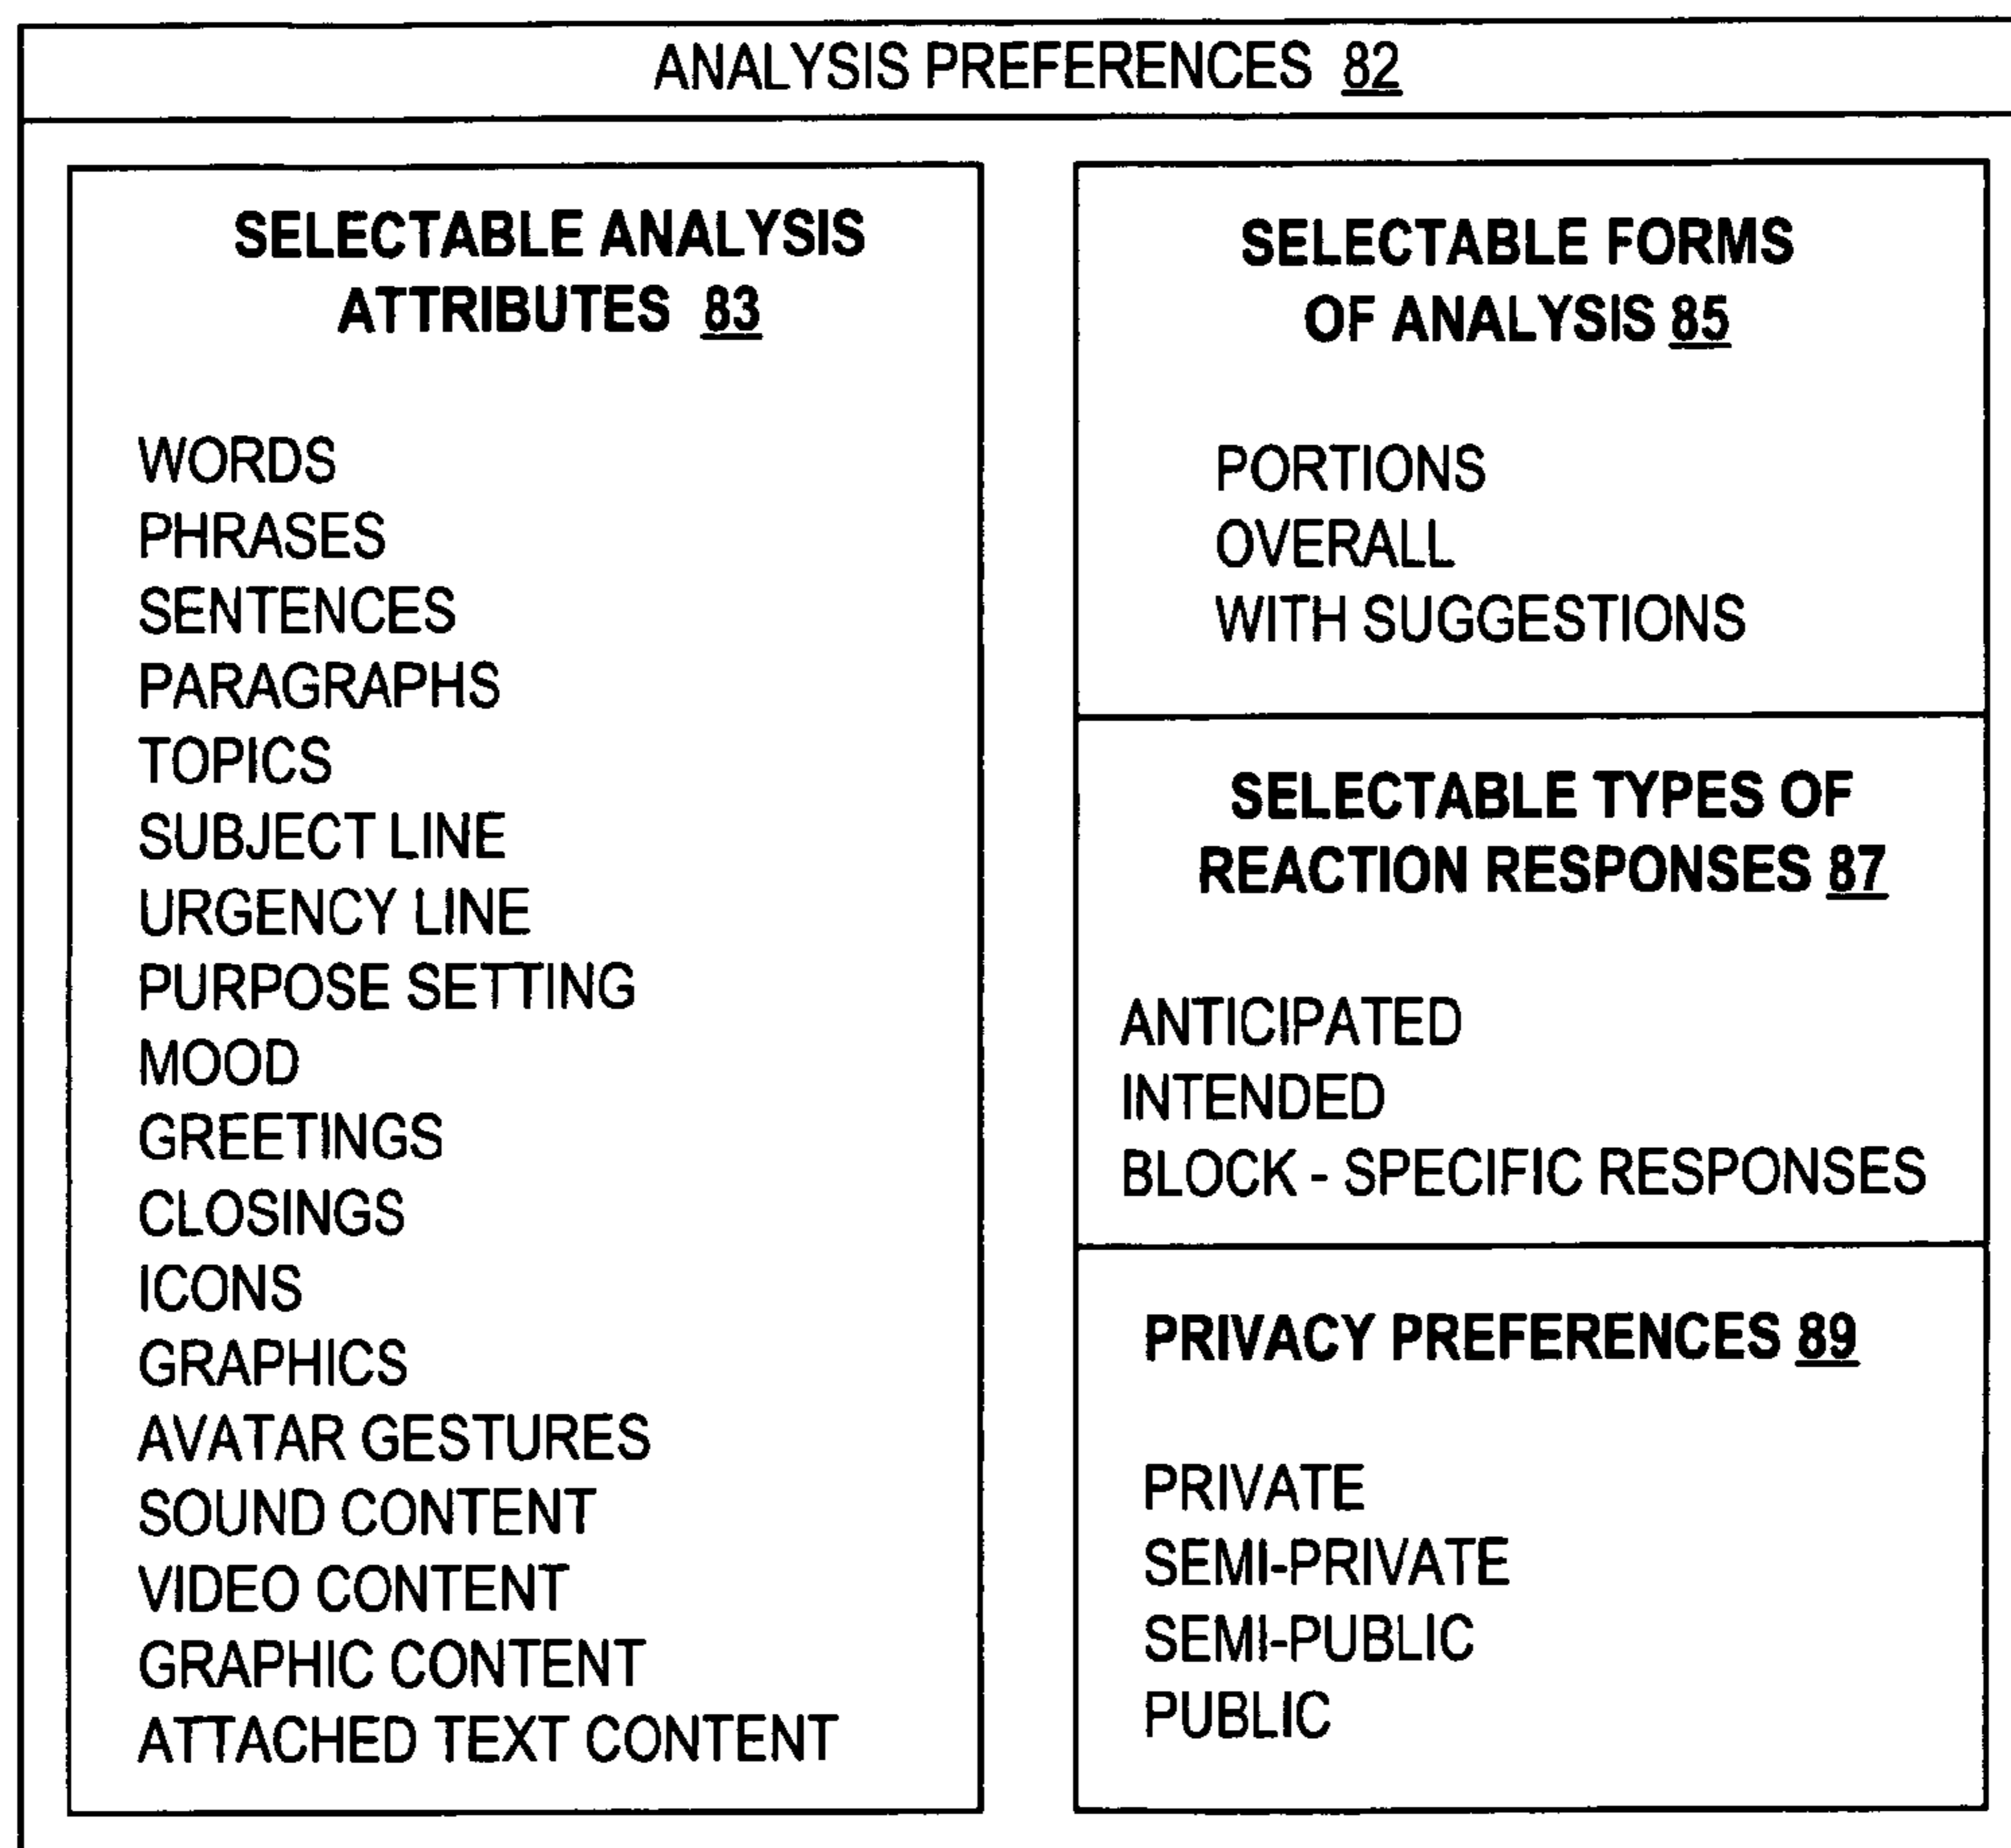 ANALYSIS PREFERENCES 82
SELECTABLE ANALYSIS
ATTRIBUTES 83
WORDS
PHRASES
SENTENCES
PARAGRAPHS
TOPICS
SUBJECT LINE
URGENCY LINE
PURPOSE SETTING
MOOD
GREETINGS
CLOSINGS
ICONS
GRAPHICS
AVATAR GESTURES
SOUND CONTENT
VIDEO CONTENT
GRAPHIC CONTENT
ATTACHED TEXT CONTENT
SELECTABLE FORMS
OF ANALYSIS 85
PORTIONS
OVERALL
WITH SUGGESTIONS
SELECTABLE TYPES OF
REACTION RESPONSES 87
ANTICIPATED
INTENDED
BLOCK - SPECIFIC RESPONSES
PRIVACY PREFERENCES 89
PRIVATE
SEMI-PRIVATE
SEMI-PUBLIC
PUBLIC